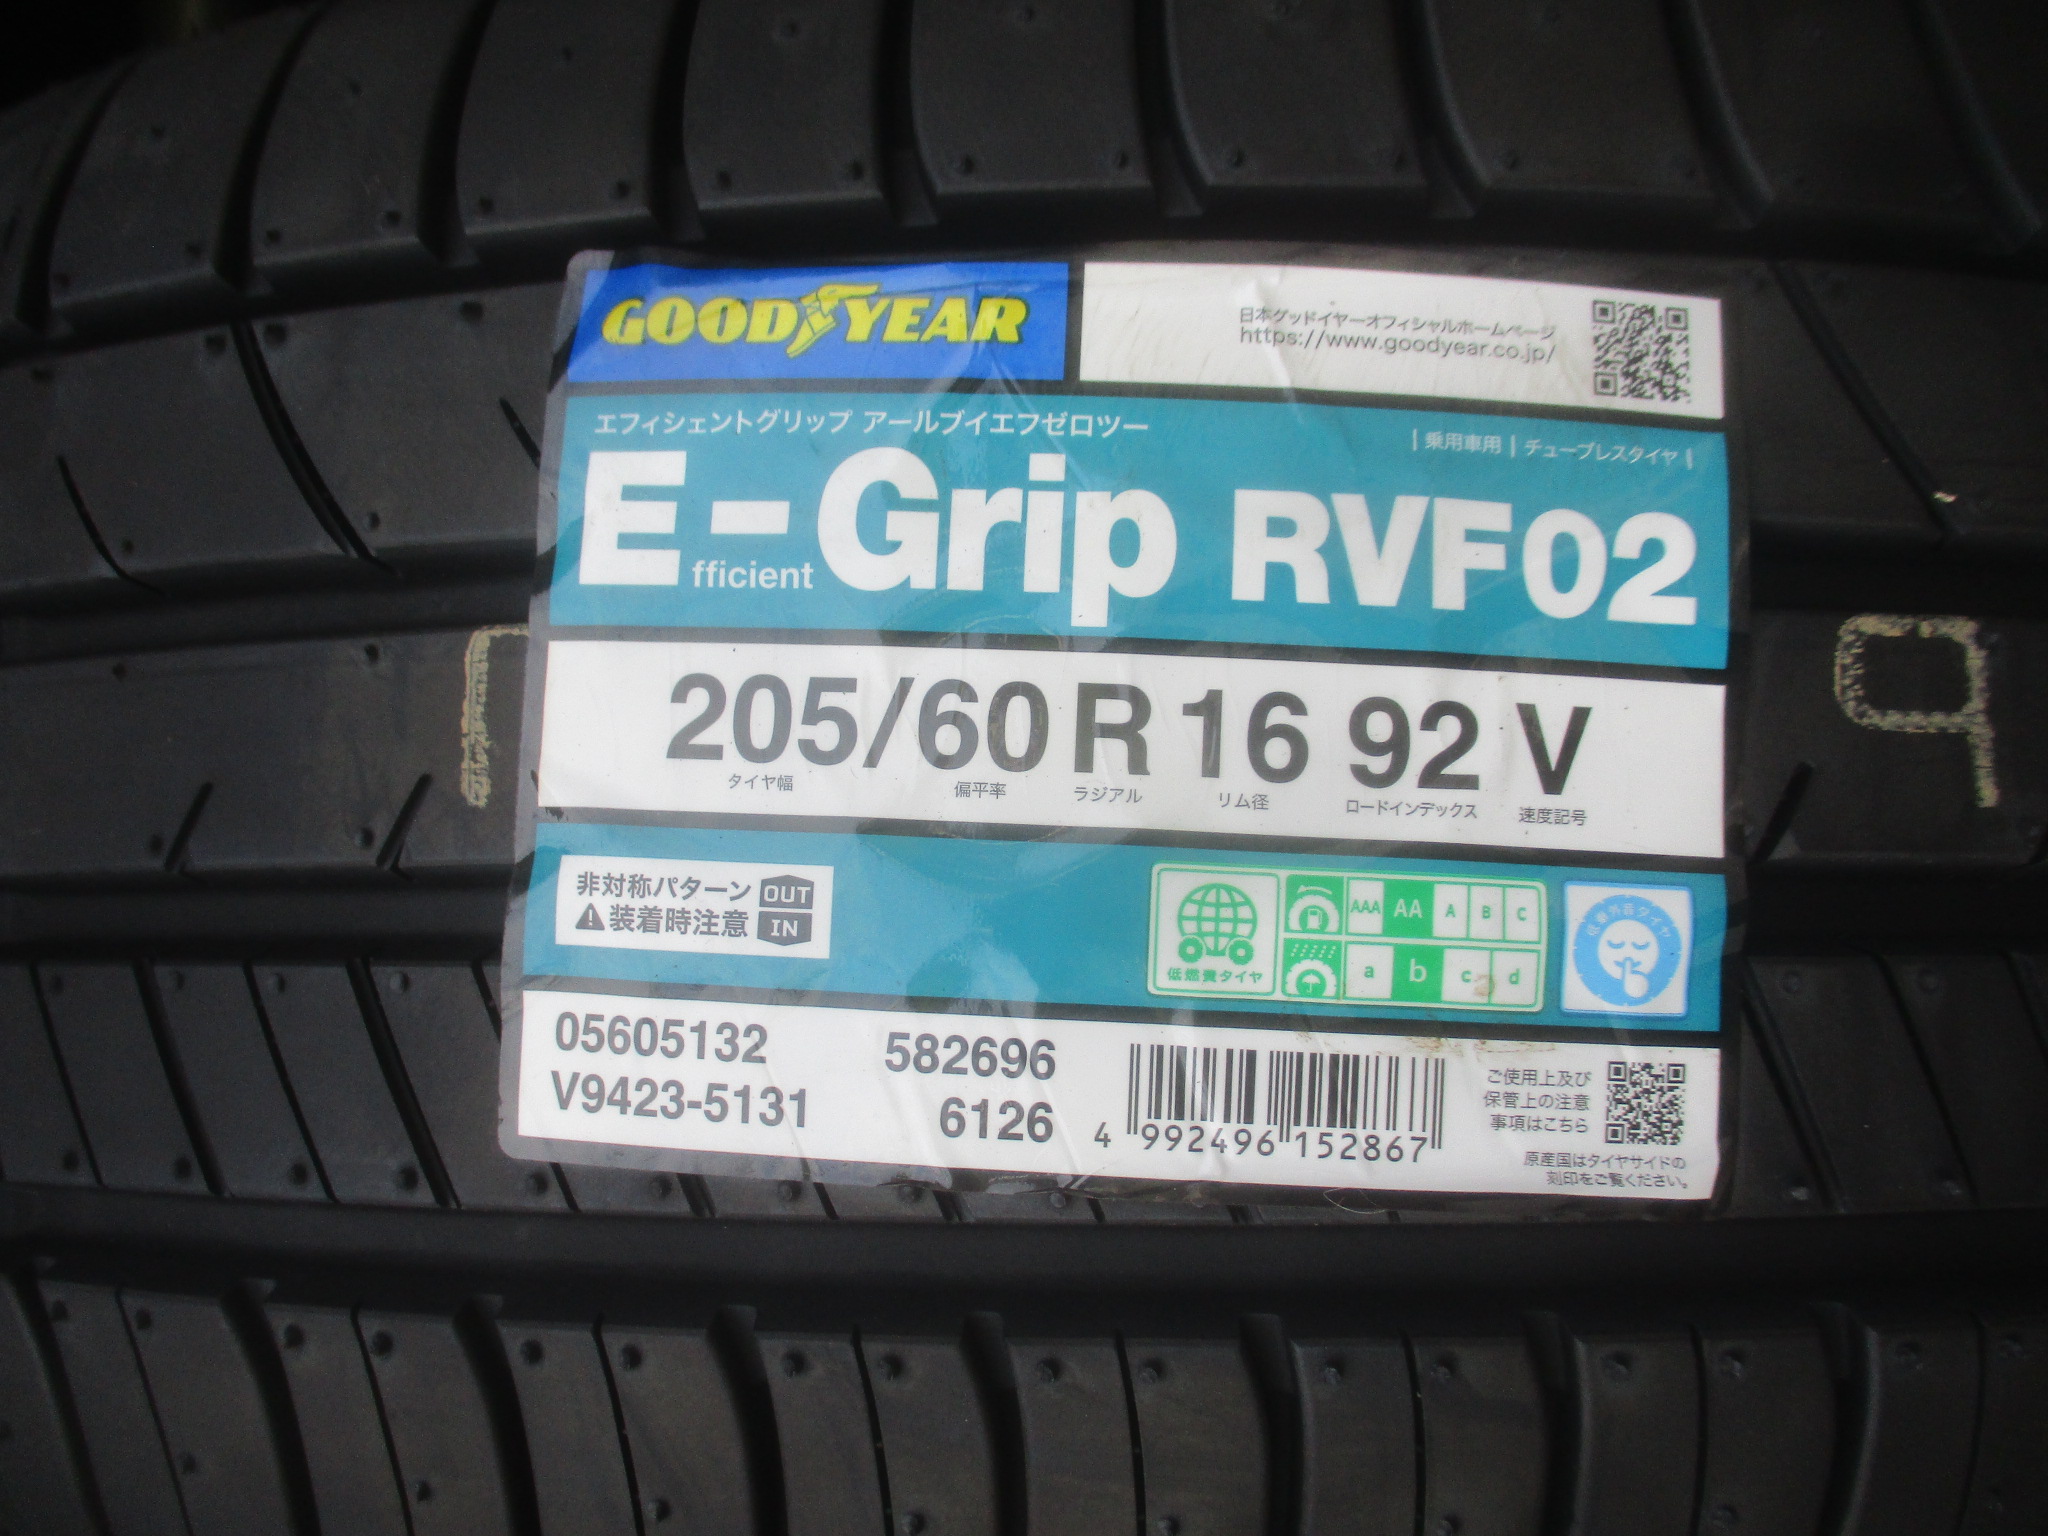 GOODYEAR
日本グッドイヤーオフィシャルホームページ
https://www.goodyear.co.jp/
エフィシェントグリップ アールブイエフゼロツー
| 乗用車用 | チューブレスタイヤ |
E-Grip RVF02
fficient
205/60 R 16 92 V
タイヤ幅 偏平率 ラジアル リム径 ロードインデックス 速度記号
非対称パターン OUT
⚠装着時注意 IN
低燃費タイヤ
AAA AA A B C
a b c d
低車外音タイヤ
05605132 582696
V9423-5131 6126
4 992496 152867
ご使用上及び
保管上の注意
事項はこちら
原産国はタイヤサイドの
刻印をご覧ください。